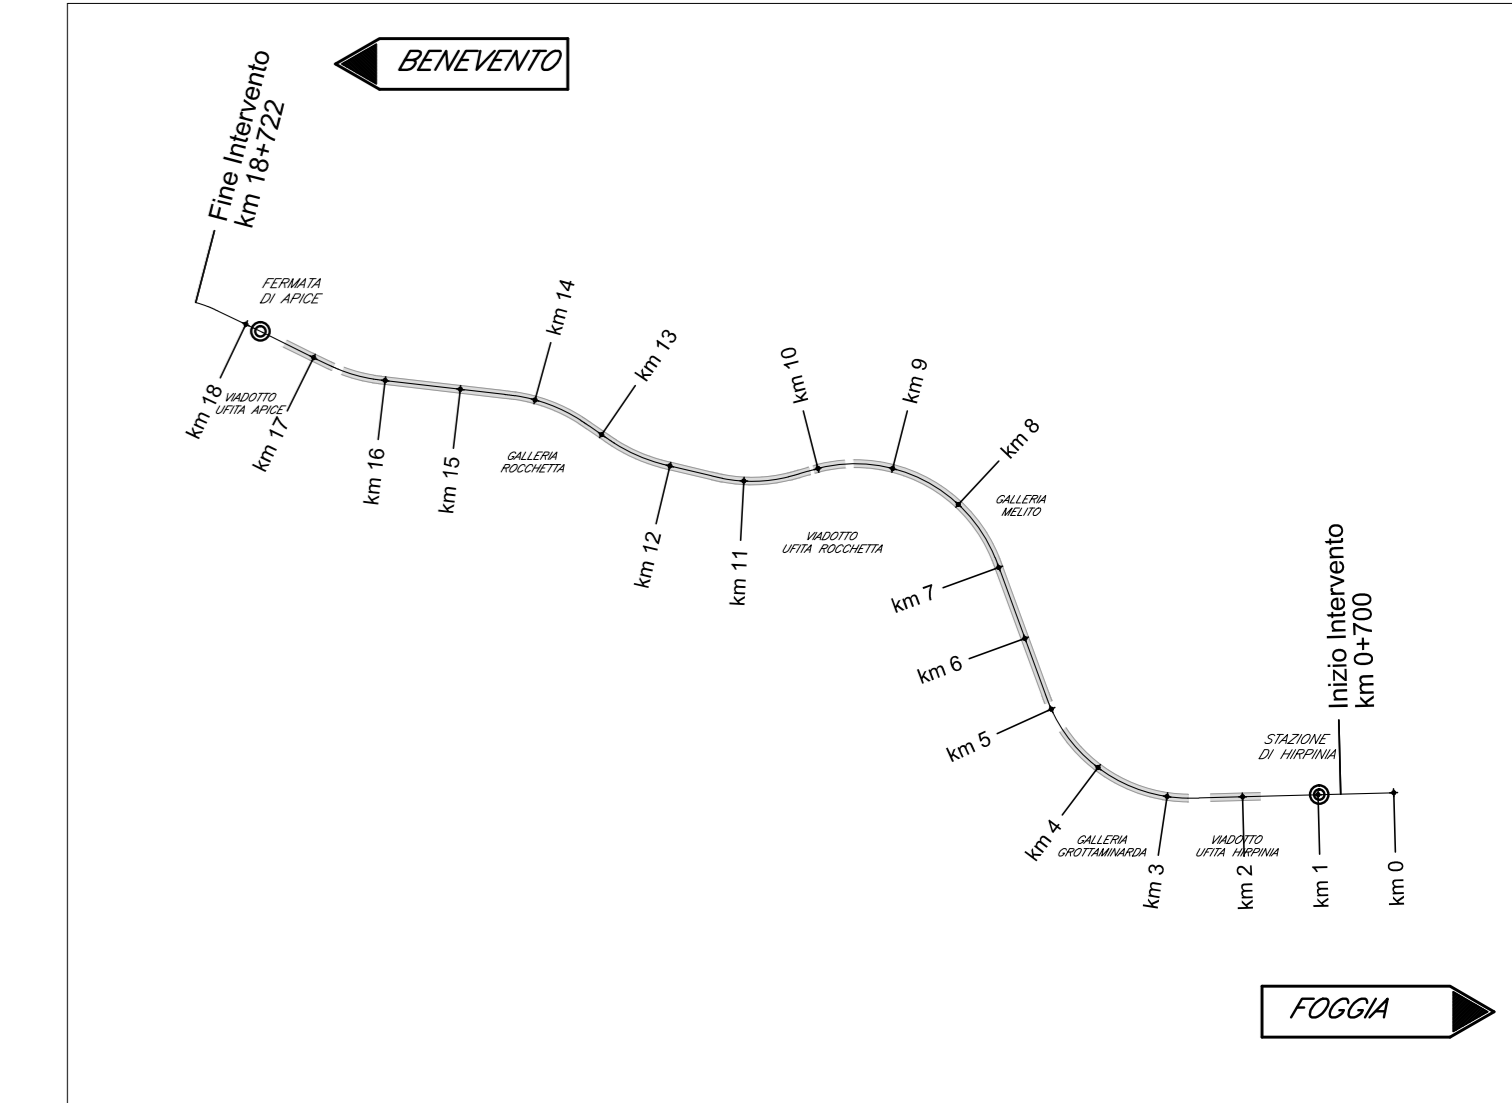 BENEVENTO
Fine Intervento
km 18+722
FERMATA
DI APICE
km 18
VIADOTTO
UFITA APICE
km 17
km 16
km 15
km 14
GALLERIA
ROCCHETTA
km 13
km 12
km 11
km 10
VIADOTTO
UFITA ROCCHETTA
km 9
km 8
GALLERIA
MELITO
km 7
km 6
km 5
km 4
GALLERIA
GROTTAMINARDA
km 3
VIADOTTO
UFITA HIRPINIA
km 2
STAZIONE
DI HIRPINIA
Inizio Intervento
km 0+700
km 1
km 0
FOGGIA